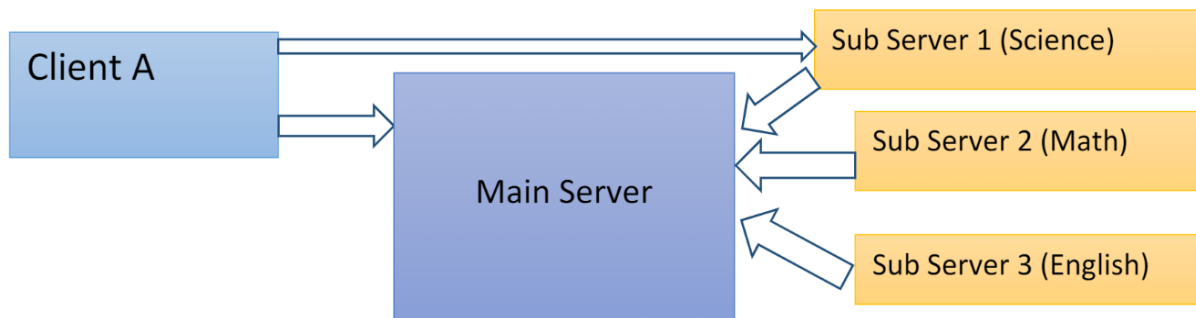 Client A
Main Server
Sub Server 1 (Science)
Sub Server 2 (Math)
Sub Server 3 (English)